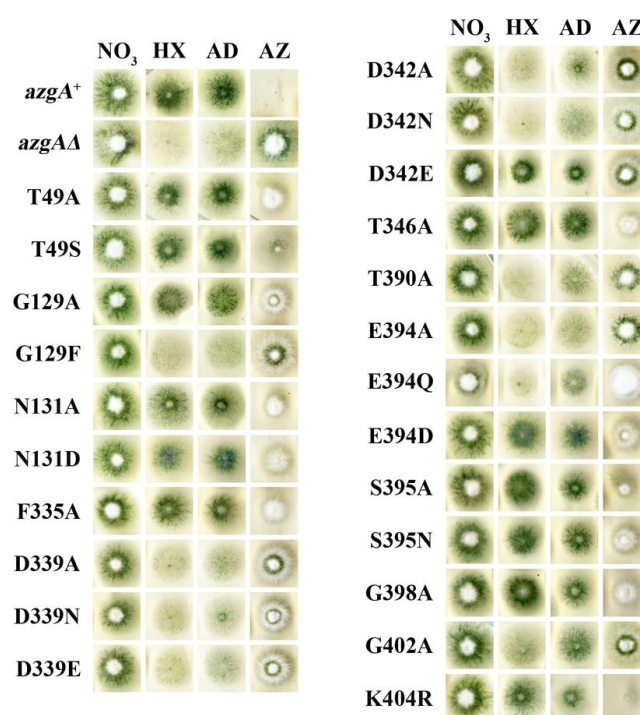 NO3 HX AD AZ
azgA+
azgAΔ
T49A
T49S
G129A
G129F
N131A
N131D
F335A
D339A
D339N
D339E
NO3 HX AD AZ
D342A
D342N
D342E
T346A
T390A
E394A
E394Q
E394D
S395A
S395N
G398A
G402A
K404R